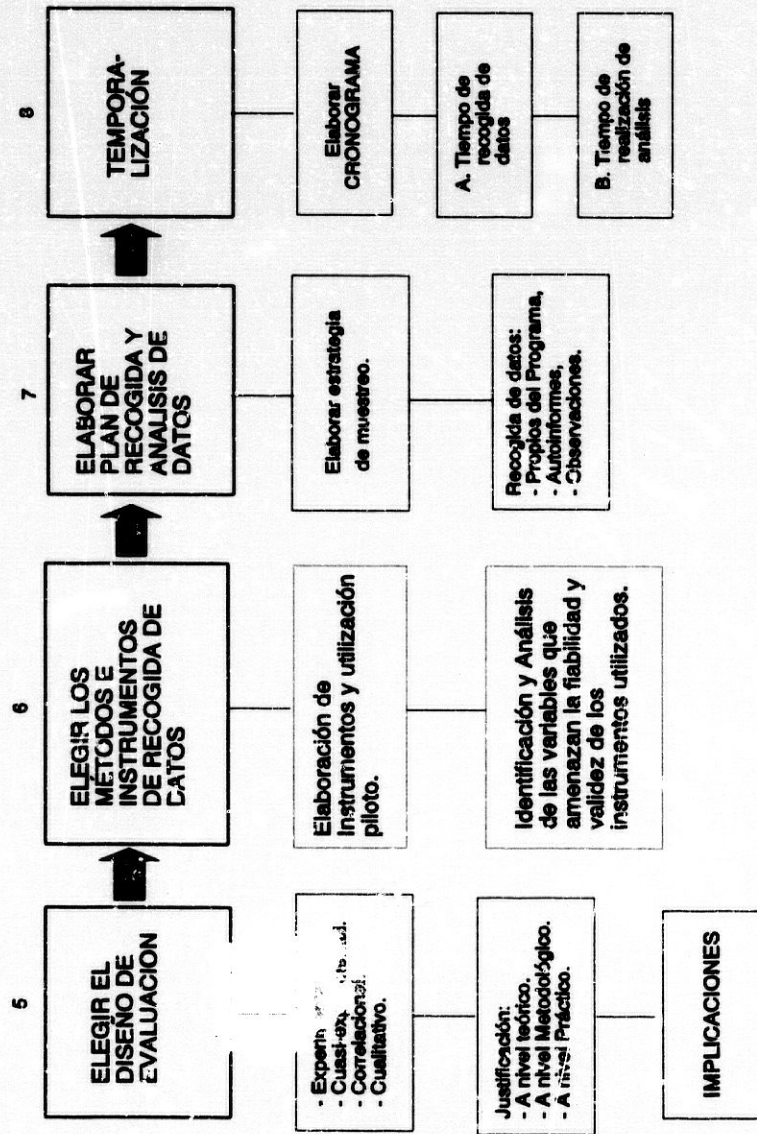 5
ELEGIR EL
DISEÑO DE
EVALUACION
- Cuasi-exp
- Correlacional.
- Cualitativo.
Justificación:
- A nivel teórico.
- A nivel Metodológico.
- A nivel Práctico.
IMPLICACIONES
6
ELEGIR LOS
MÉTODOS E
INSTRUMENTOS
DE RECOGIDA DE
DATOS
Elaboración de
Instrumentos y utilización
piloto.
Identificación y Análisis
de las variables que
amenazan la fiabilidad y
validez de los
instrumentos utilizados.
7
ELABORAR
PLAN DE
RECOGIDA Y
ANALISIS DE
DATOS
Elaborar estrategia
de muestreo.
Recogida de datos:
- Propios del Programa,
- Autoinformes,
- Observaciones.
8
TEMPORA-
LIZACIÓN
Elaborar
CRONOGRAMA
A. Tiempo de
recogida de
datos
B. Tiempo de
realización de
análisis